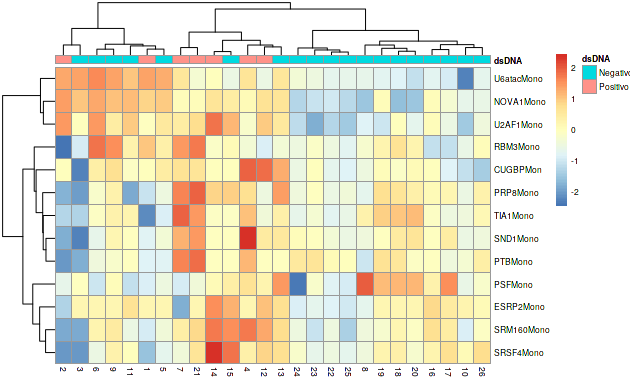 dsDNA
dsDNA
Negativo
Positivo
2
1
0
-1
-2
U6atacMono
NOVA1Mono
U2AF1Mono
RBM3Mono
CUGBPMon
PRP8Mono
TIA1Mono
SND1Mono
PTBMono
PSFMono
ESRP2Mono
SRM160Mono
SRSF4Mono
2 3 6 9 11 1 5 7 21 14 15 4 12 13 24 23 22 25 8 19 18 20 16 17 10 26